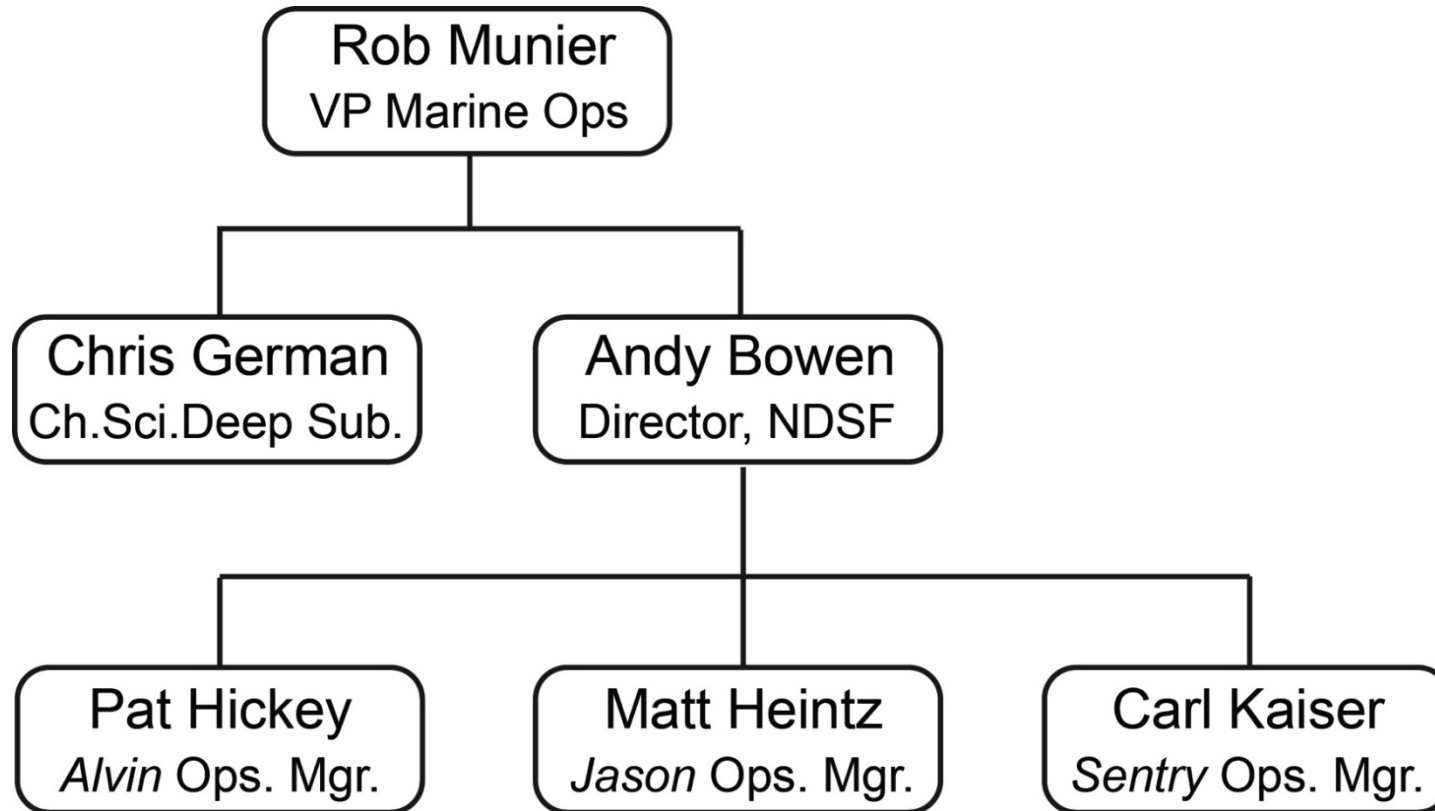 Rob Munier
VP Marine Ops
Chris German
Ch.Sci.Deep Sub.
Andy Bowen
Director, NDSF
Pat Hickey
Alvin Ops. Mgr.
Matt Heintz
Jason Ops. Mgr.
Carl Kaiser
Sentry Ops. Mgr.